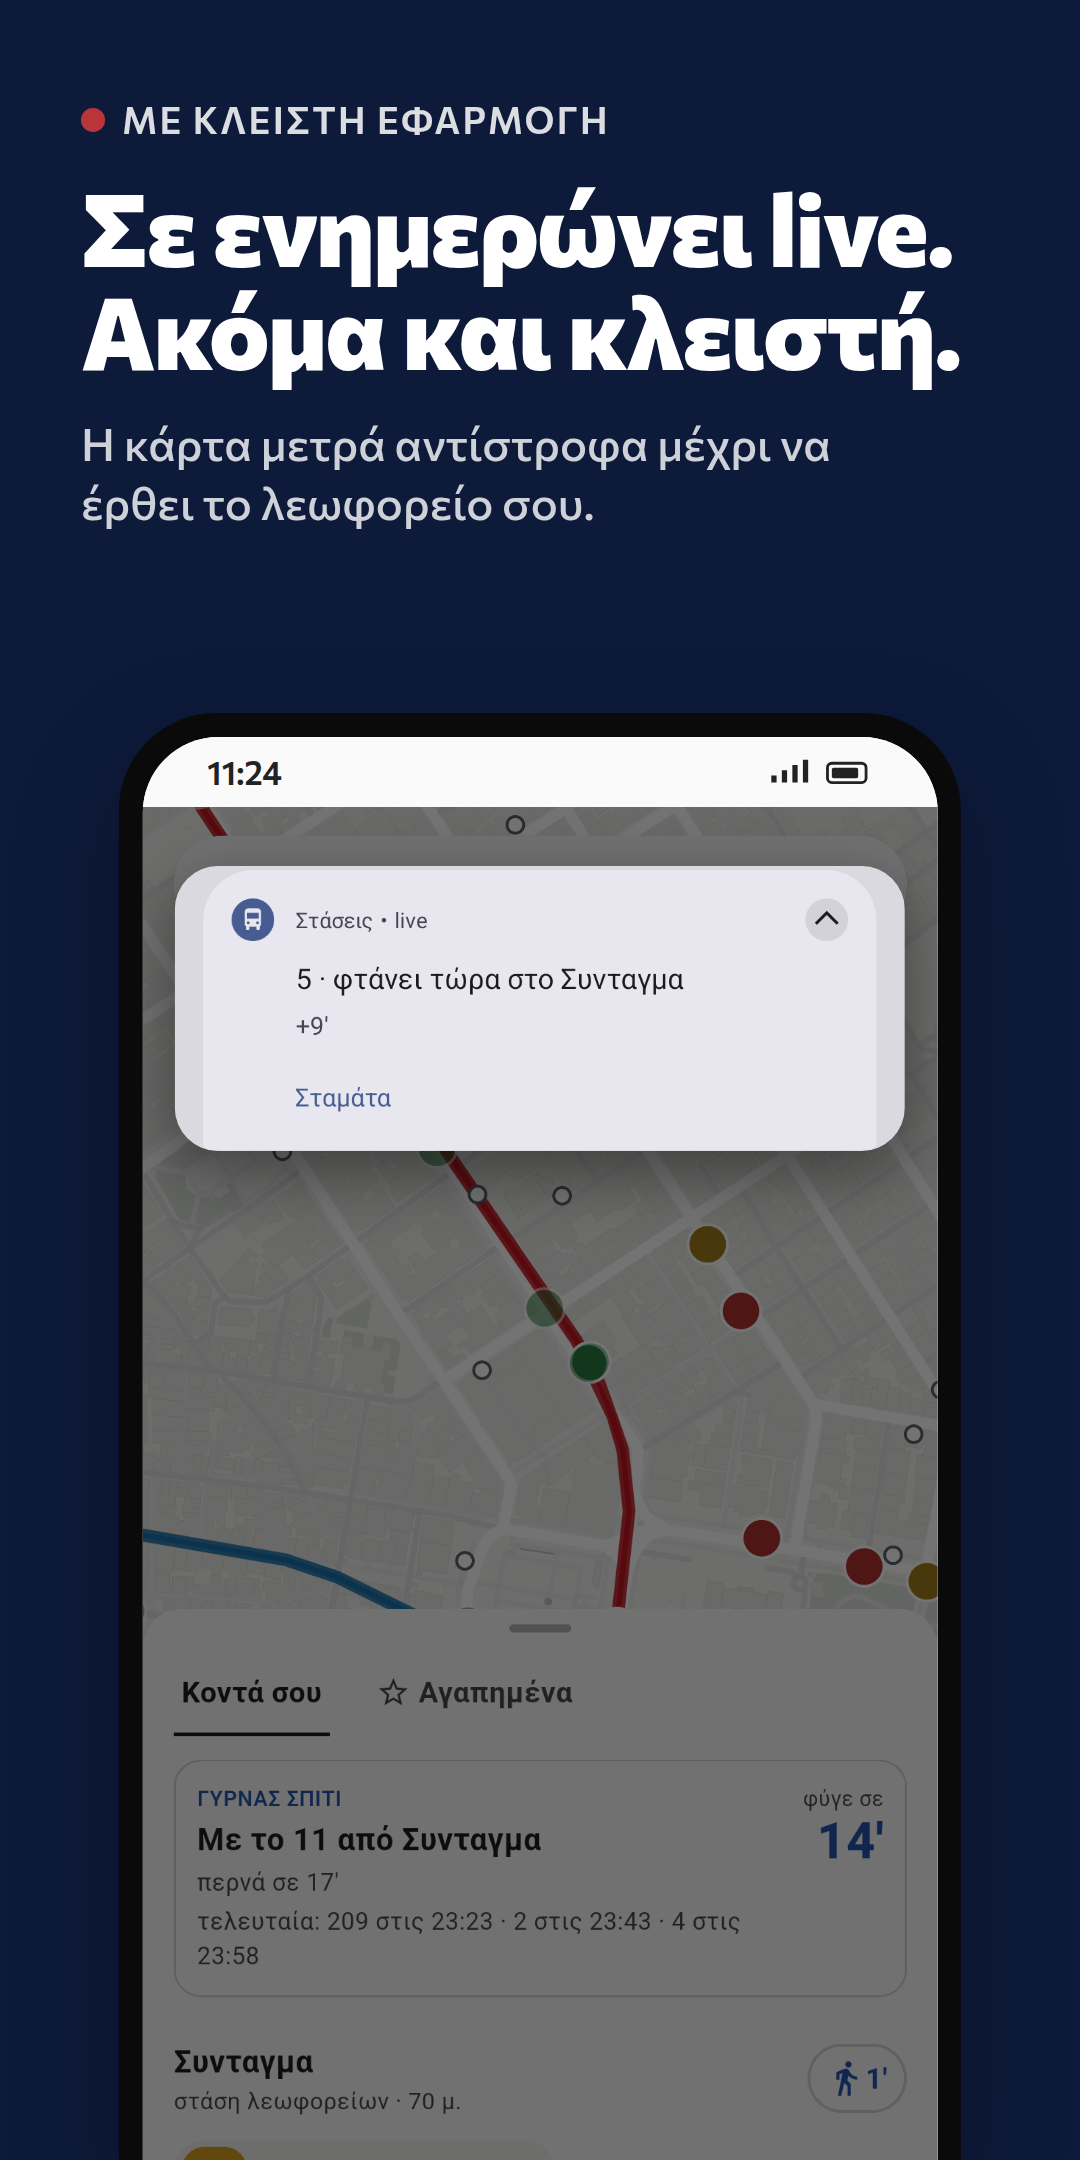 ΜΕ ΚΛΕΙΣΤΗ ΕΦΑΡΜΟΓΗ
Σε ενημερώνει live.
Ακόμα και κλειστή.
Η κάρτα μετρά αντίστροφα μέχρι να
έρθει το λεωφορείο σου.
11:24
Στάσεις • live
5 · φτάνει τώρα στο Συνταγμα
+9'
Σταμάτα
Κοντά σου
Αγαπημένα
ΓΥΡΝΑΣ ΣΠΙΤΙ
φύγε σε
Με το 11 από Συνταγμα
14'
περνά σε 17'
τελευταία: 209 στις 23:23 · 2 στις 23:43 · 4 στις
23:58
Συνταγμα
1'
στάση λεωφορείων · 70 μ.